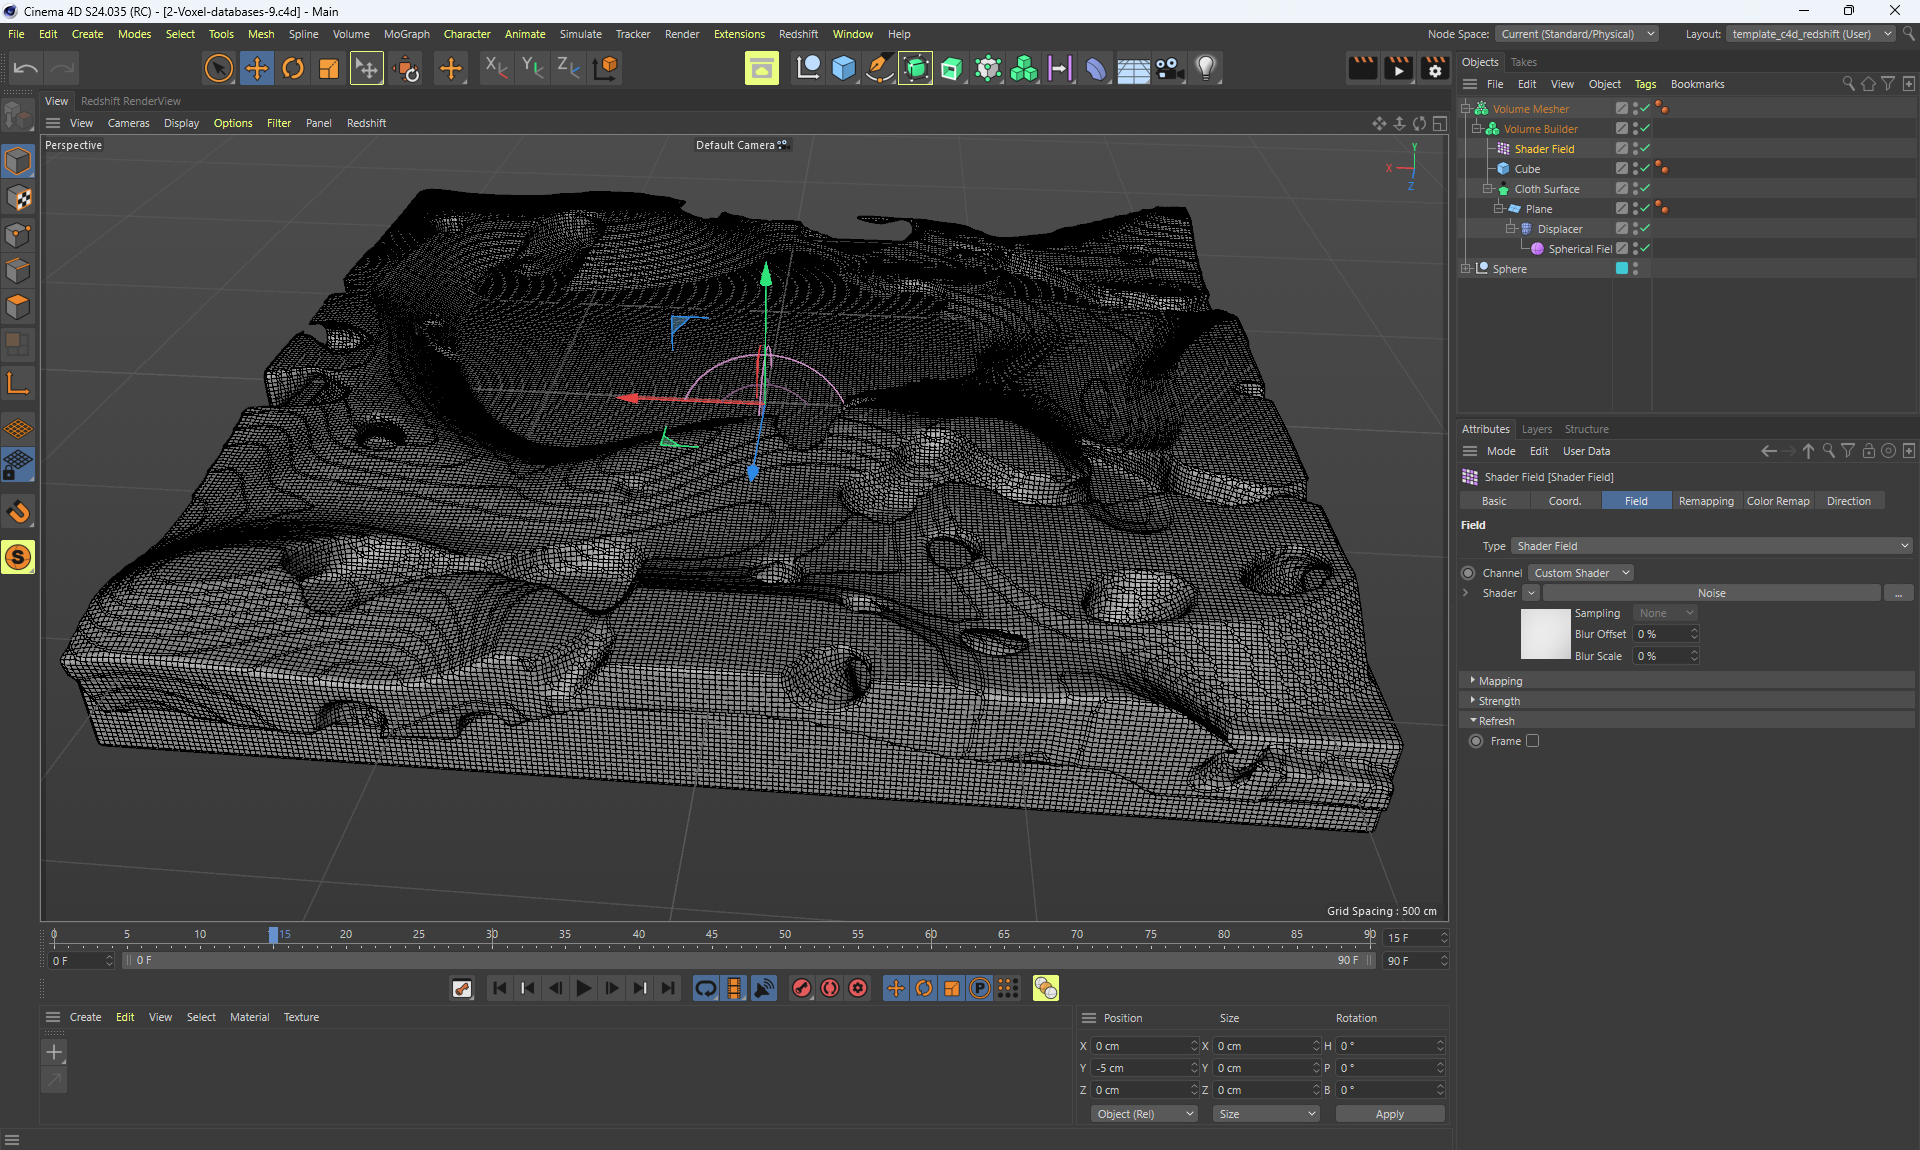 Cinema 4D S24.035 (RC) - [2-Voxel-databases-9.c4d] - Main
File Edit Create Modes Select Tools Mesh Spline Volume MoGraph Character Animate Simulate Tracker Render Extensions Redshift Window Help
Node Space: Current (Standard/Physical) Layout: template_c4d_redshift (User)
X Y Z
View Redshift RenderView
View Cameras Display Options Filter Panel Redshift
Perspective
Default Camera
Y
X
Z
Grid Spacing : 500 cm
Objects Takes
File Edit View Object Tags Bookmarks
Volume Mesher
Volume Builder
Shader Field
Cube
Cloth Surface
Plane
Displacer
Spherical Fiel
Sphere
Attributes Layers Structure
Mode Edit User Data
Shader Field [Shader Field]
Basic Coord. Field Remapping Color Remap Direction
Field
Type Shader Field
Channel Custom Shader
Shader Noise ...
Sampling None
Blur Offset 0 %
Blur Scale 0 %
Mapping
Strength
Refresh
Frame
S
0 5 10 15 20 25 30 35 40 45 50 55 60 65 70 75 80 85 90 15 F
0 F 0 F 90 F 90 F
P
Create Edit View Select Material Texture
Position Size Rotation
X 0 cm X 0 cm H 0 °
Y -5 cm Y 0 cm P 0 °
Z 0 cm Z 0 cm B 0 °
Object (Rel) Size Apply